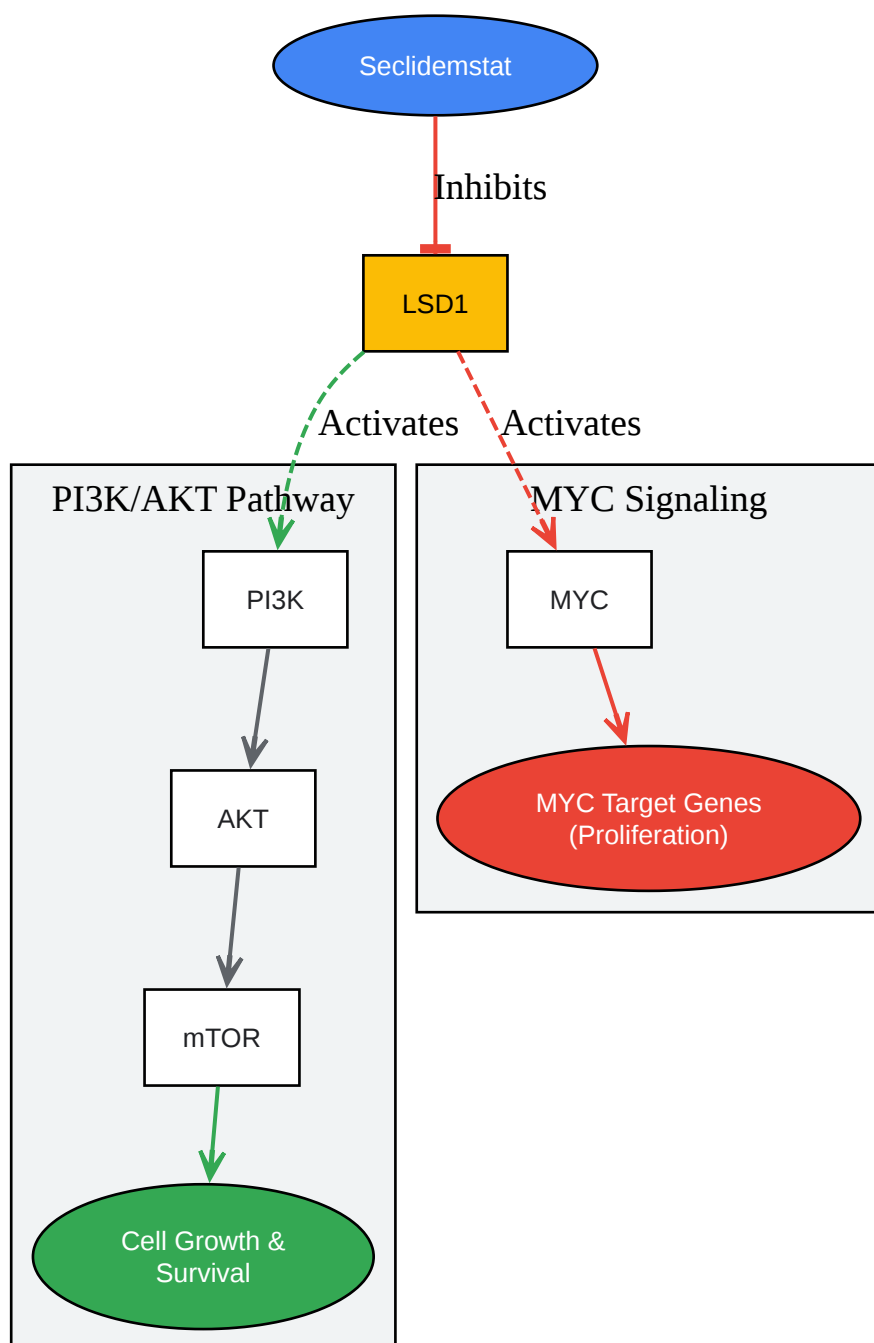 Seclidemstat
Inhibits
LSD1
Activates
Activates
PI3K/AKT Pathway
MYC Signaling
PI3K
MYC
AKT
MYC Target Genes
(Proliferation)
mTOR
Cell Growth &
Survival